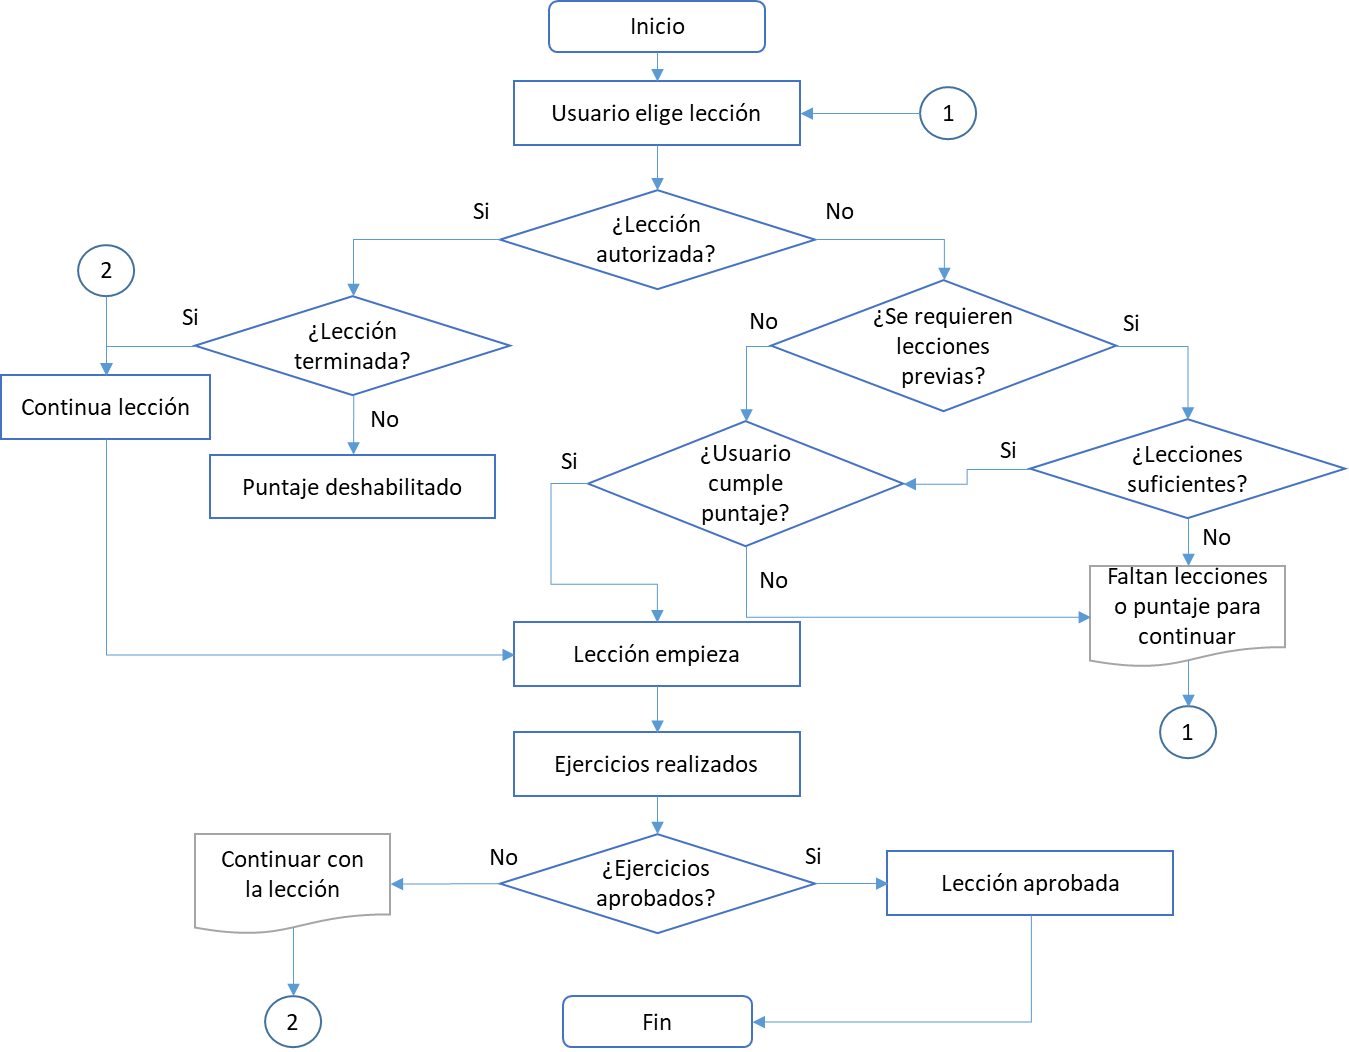 Inicio
Usuario elige lección
1
Si
¿Lección
autorizada?
No
2
Si
¿Lección
terminada?
No
¿Se requieren
lecciones
previas?
Si
Continua lección
No
Puntaje deshabilitado
Si
¿Usuario
cumple
puntaje?
Si
¿Lecciones
suficientes?
No
No
Faltan lecciones
o puntaje para
continuar
Lección empieza
1
Ejercicios realizados
Continuar con
la lección
No
¿Ejercicios
aprobados?
Si
Lección aprobada
2
Fin